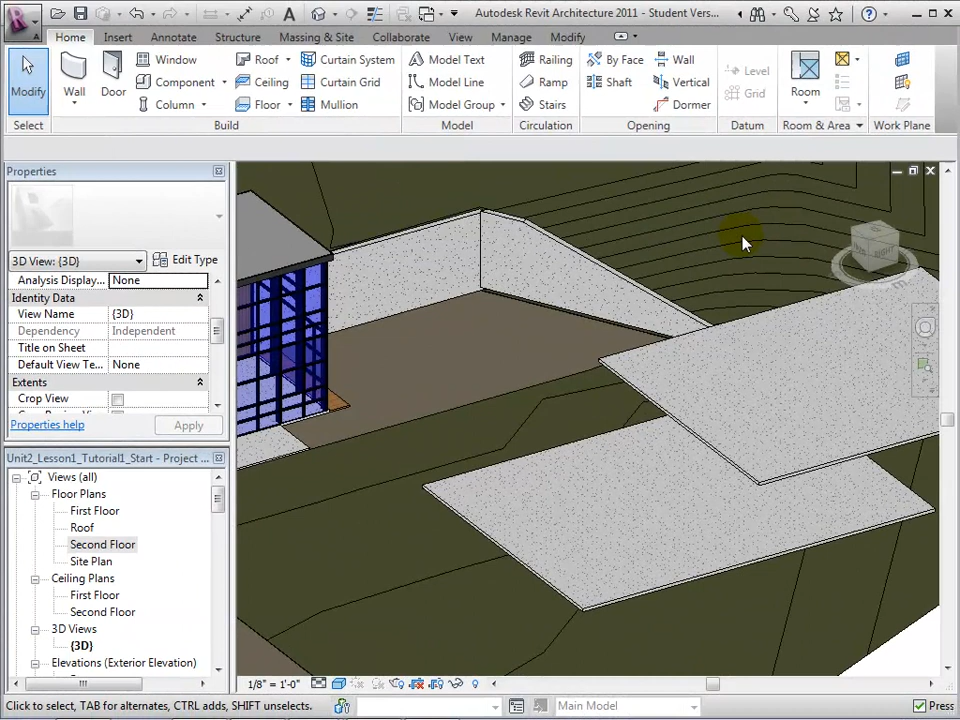 Autodesk Revit Architecture 2011 - Student Vers...
Home Insert Annotate Structure Massing & Site Collaborate View Manage Modify
Modify
Wall
Door
Window
Component
Column
Roof
Ceiling
Floor
Curtain System
Curtain Grid
Mullion
Model Text
Model Line
Model Group
Railing
Ramp
Stairs
By Face
Shaft
Wall
Vertical
Dormer
Level
Grid
Room
Select Build Model Circulation Opening Datum Room & Area Work Plane
Properties
3D View: {3D}
Edit Type
Analysis Display... None
Identity Data
View Name {3D}
Dependency Independent
Title on Sheet
Default View Te... None
Extents
Crop View
Properties help
Apply
Unit2_Lesson1_Tutorial1_Start - Project ...
Views (all)
Floor Plans
First Floor
Roof
Second Floor
Site Plan
Ceiling Plans
First Floor
Second Floor
3D Views
{3D}
Elevations (Exterior Elevation)
1/8" = 1'-0"
Click to select, TAB for alternates, CTRL adds, SHIFT unselects.
Main Model
Press